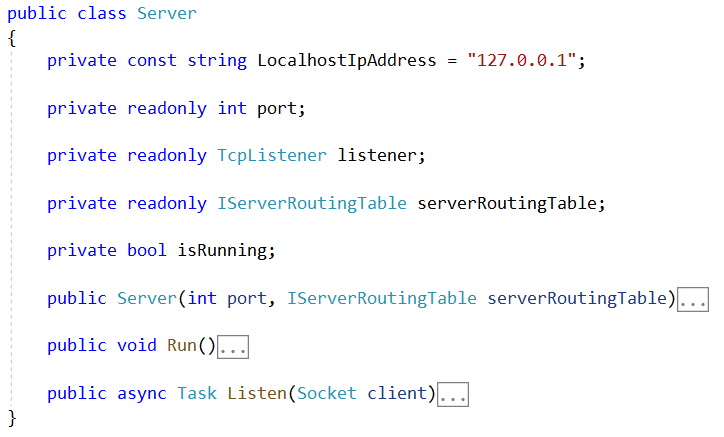 public class Server
{
    private const string LocalhostIpAddress = "127.0.0.1";
    private readonly int port;
    private readonly TcpListener listener;
    private readonly IServerRoutingTable serverRoutingTable;
    private bool isRunning;
    public Server(int port, IServerRoutingTable serverRoutingTable)...
    public void Run()...
    public async Task Listen(Socket client)...
}